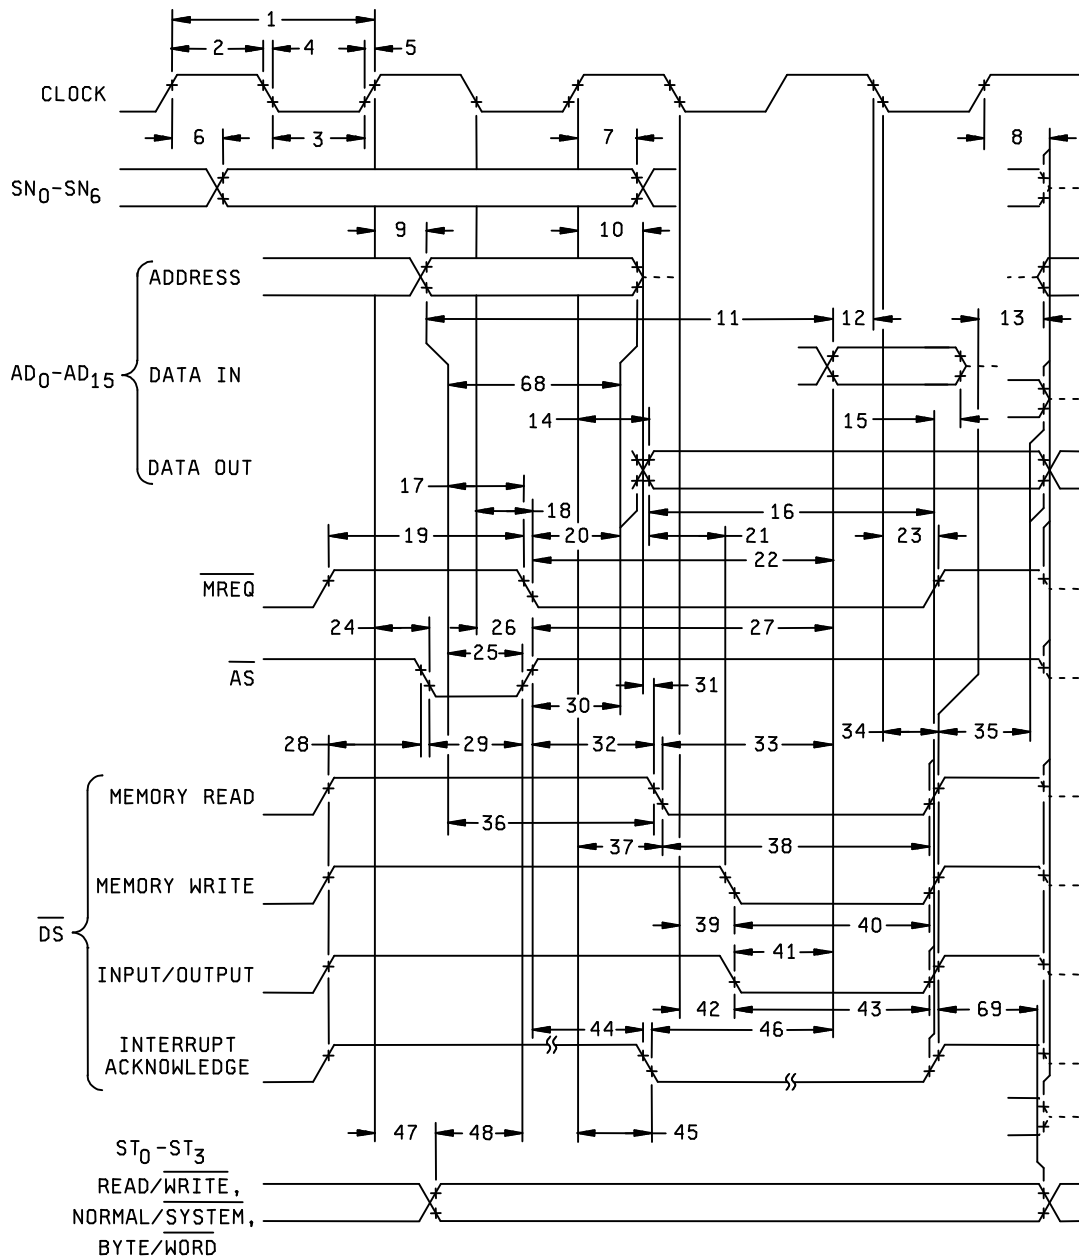 1
2 4 5
CLOCK
6 3 7 8
SN0-SN6
9 10
ADDRESS
11 12 13
AD0-AD15 DATA IN
68
14 15
DATA OUT
17
18 16
19 20 21 23
22
MREQ
24 26 27
25
AS
31
30
28 29 32 33 34 35
MEMORY READ
36
37 38
MEMORY WRITE
DS
39 40
41
INPUT/OUTPUT
42 43 69
44 46
INTERRUPT
ACKNOWLEDGE
47 48 45
ST0-ST3
READ/WRITE,
NORMAL/SYSTEM,
BYTE/WORD